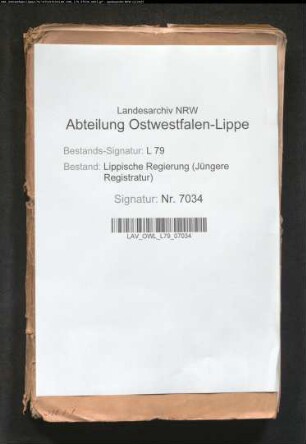 Landesarchiv NRW
Abteilung Ostwestfalen-Lippe
Bestands-Signatur: L 79
Bestand: Lippische Regierung (Jüngere
Registratur)
Signatur: Nr. 7034
LAV_OWL_L79_07034